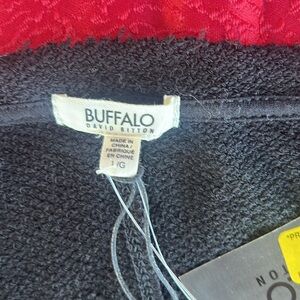 BUFFALO
DAVID BITTON
MADE IN
CHINA/
FABRIQUÉ
EN CHINE
L/G